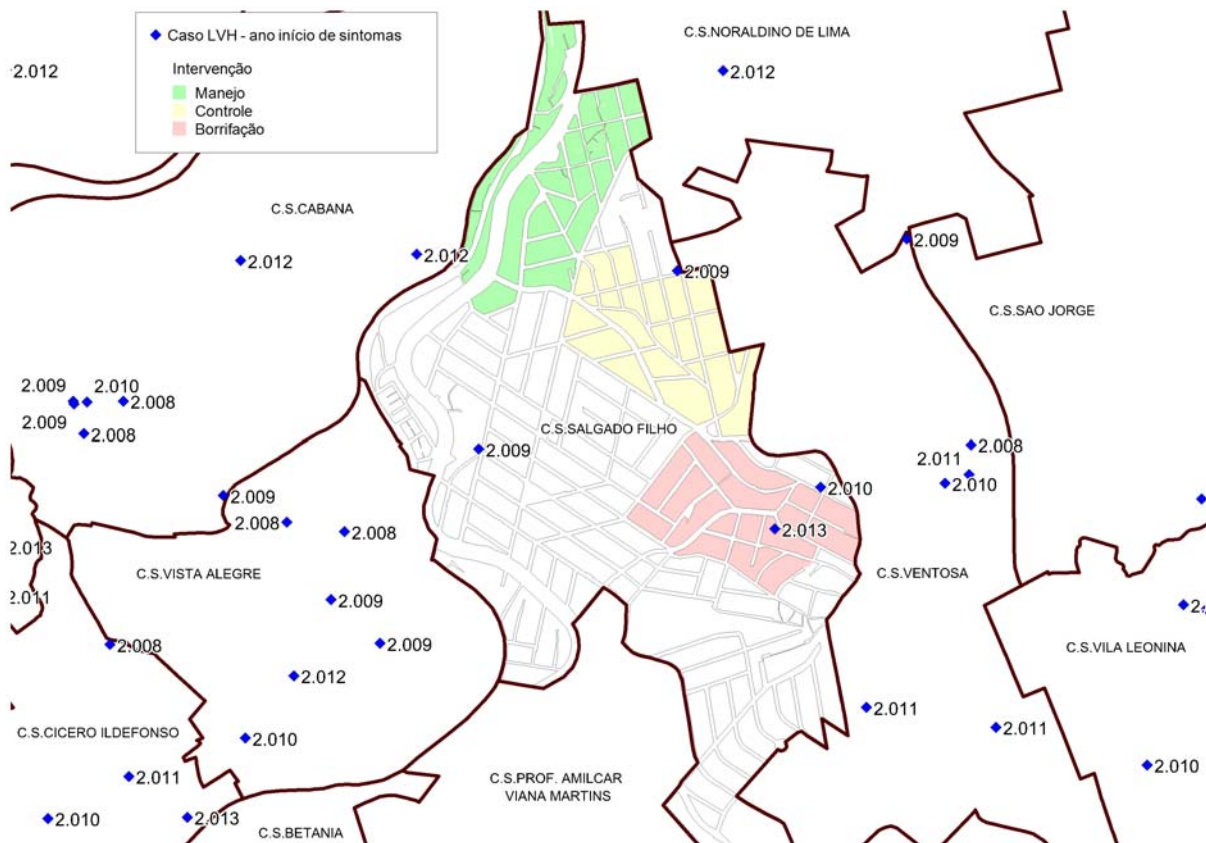 Caso LVH - ano início de sintomas
Intervenção
Manejo
Controle
Borrifação
C.S.NORALDINO DE LIMA
2.012
2.012
C.S.CABANA
2.012
2.012
2.009
2.009
C.S.SAO JORGE
2.009
2.010
2.008
2.009
2.008
C.S.SALGADO FILHO
2.009
2.008
2.011
2.010
2.010
2.009
2.008
2.008
2.013
2.013
C.S.VISTA ALEGRE
C.S.VENTOSA
2.011
2.009
2.008
2.009
C.S.VILA LEONINA
2.012
2.011
2.011
C.S.CICERO ILDEFONSO
2.010
2.010
2.011
C.S.PROF. AMILCAR
VIANA MARTINS
2.010
2.013
C.S.BETANIA